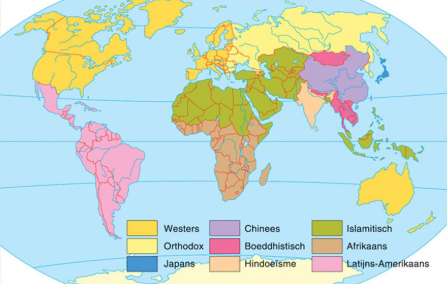 Westers Chinees Islamitisch
Orthodox Boeddhistisch Afrikaans
Japans Hindoeïsme Latijns-Amerikaans